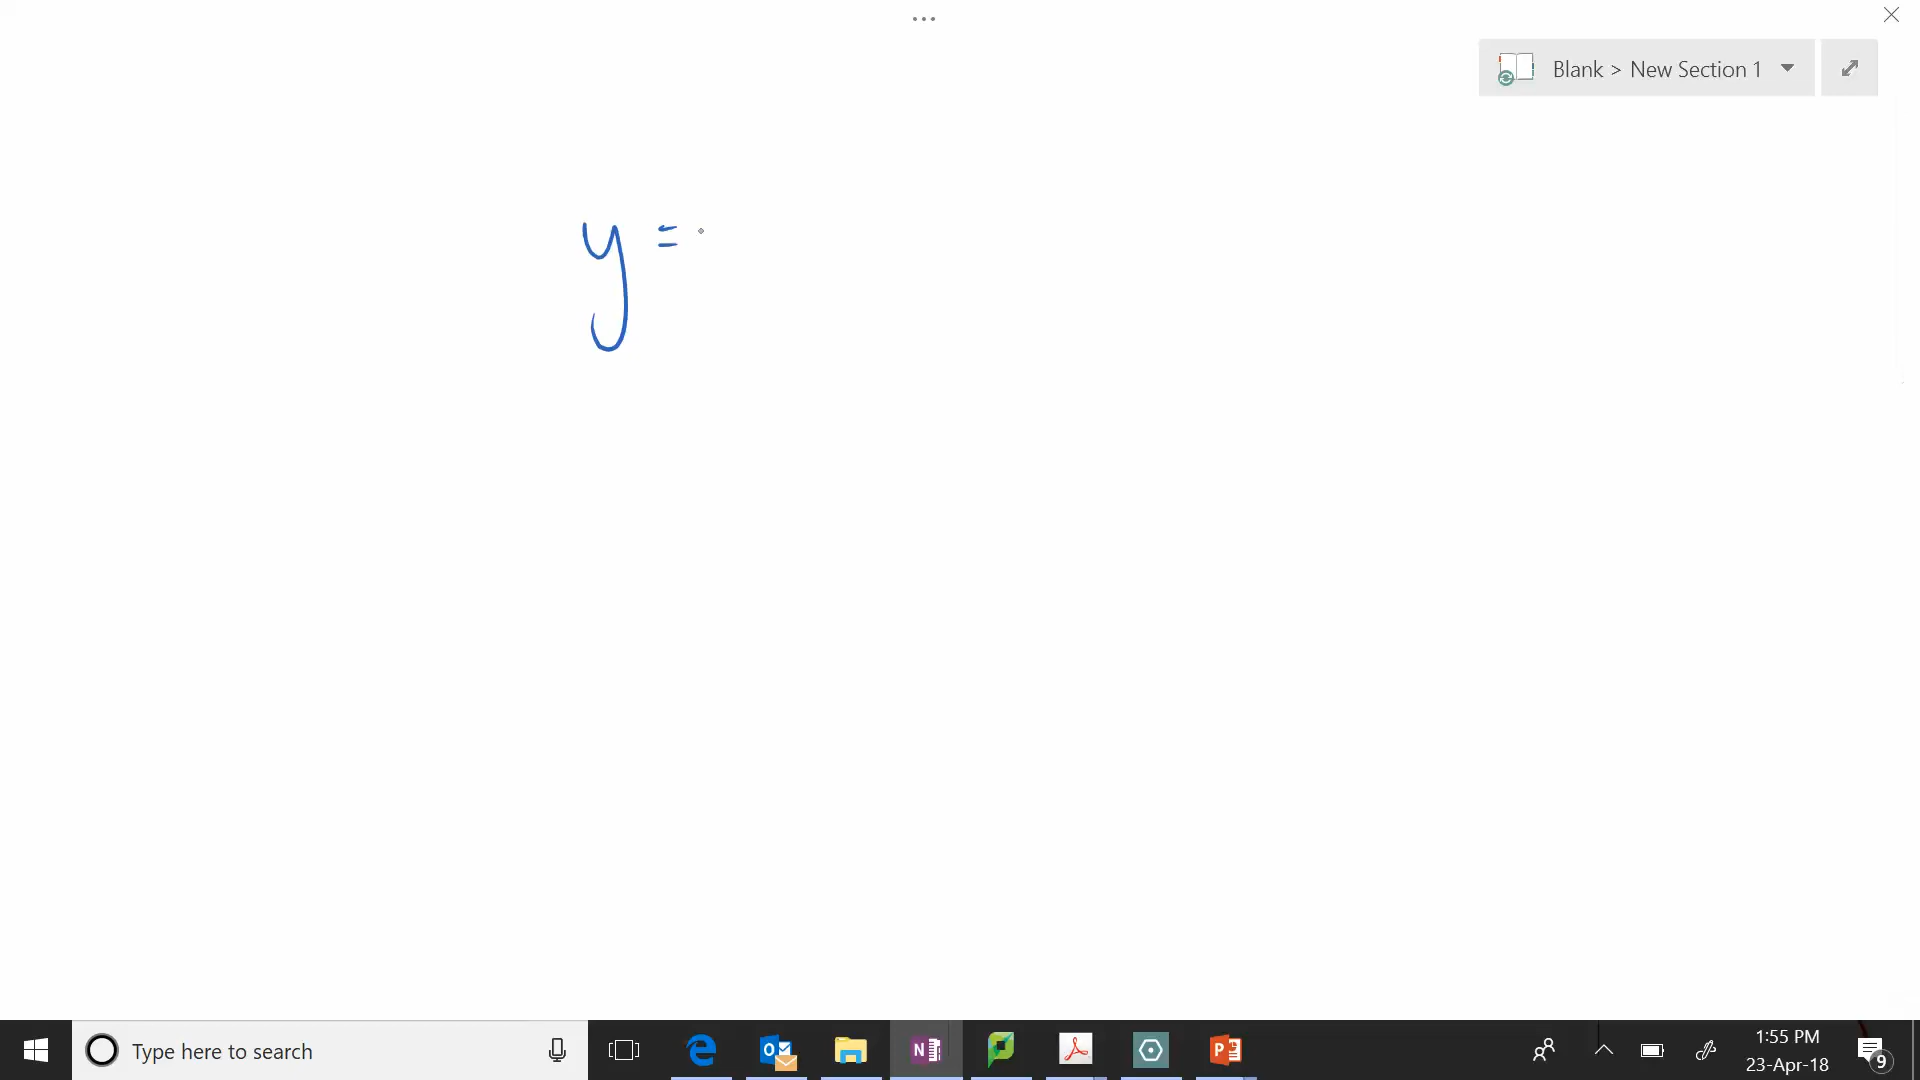 Blank > New Section 1
y =
Type here to search
1:55 PM
23-Apr-18
9